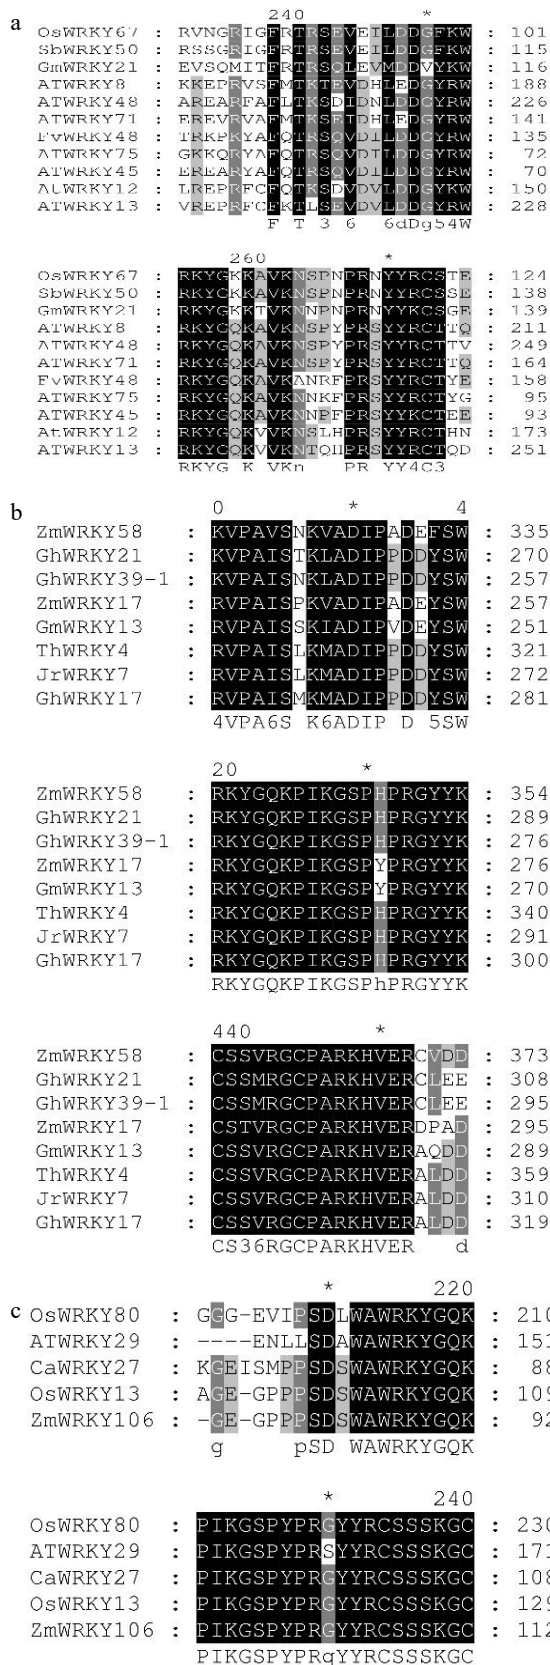 a
240 *
OsWRKY67 : RVNGRIGFRTRSEVEILDDGFKW : 101
SbWRKY50 : RSSGRIGFRTRSEVEILDDGFKW : 115
GmWRKY21 : EVSQMITFRTRSQLEVMDDVYKW : 116
ATWRKY8 : KKEPRVSFMTKTEVDHLEDGYRW : 188
ATWRKY48 : AREARFAFLTKSDIDNLDDGYRW : 226
ATWRKY71 : EREVRVAFMTKSEIDHLEDGYRW : 141
FvWRKY48 : TRKPKYAFQTRSQVDILDDGYRW : 135
ATWRKY75 : GKKQRYAFQTRSQVDILDDGYRW : 72
ATWRKY45 : EREARYAFQTRSQVDILDDGYRW : 70
AtWRKY12 : LREPRFCFQTKSDVDVLDDGYRW : 150
ATWRKY13 : VREPRFCFKTLSEVDVLDDGYRW : 228
F T 3 6 6dDg54W
260 *
OsWRKY67 : RKYGKKAVKNSPNPRNYYRCSTE : 124
SbWRKY50 : RKYGKKAVKNSPNPRNYYRCSSE : 138
GmWRKY21 : RKYGKKTVKNNPNPRNYYKCSGE : 139
ATWRKY8 : RKYGQKAVKNSPYPRSYYRCTTQ : 211
ATWRKY48 : RKYGQKAVKNSPYPRSYYRCTTV : 249
ATWRKY71 : RKYGQKAVKNSPYPRSYYRCTTQ : 164
FvWRKY48 : RKYGQKAVKANRFPRSYYRCTYE : 158
ATWRKY75 : RKYGQKAVKNNKFPRSYYRCTYG : 95
ATWRKY45 : RKYGQKAVKNNPFPRSYYKCTEE : 93
AtWRKY12 : RKYGQKVVKNSLHPRSYYRCTHN : 173
ATWRKY13 : RKYGQKVVKNTQHPRSYYRCTQD : 251
RKYG K VKn PR YY4C3
b
0 * 4
ZmWRKY58 : KVPAVSNKVADIPADEFSW : 335
GhWRKY21 : RVPAISTKLADIPPDDYSW : 270
GhWRKY39-1 : KVPAISNKLADIPPDDYSW : 257
ZmWRKY17 : RVPAISPKVADIPADEYSW : 257
GmWRKY13 : RVPAISSKIADIPVDEYSW : 251
ThWRKY4 : RVPAISLKMADIPPDDYSW : 321
JrWRKY7 : RVPAISLKMADIPPDDYSW : 272
GhWRKY17 : RVPAISMKMADIPPDDYSW : 281
4VPA6S K6ADIP D 5SW
20 *
ZmWRKY58 : RKYGQKPIKGSPHPRGYYK : 354
GhWRKY21 : RKYGQKPIKGSPHPRGYYK : 289
GhWRKY39-1 : RKYGQKPIKGSPHPRGYYK : 276
ZmWRKY17 : RKYGQKPIKGSPYPRGYYK : 276
GmWRKY13 : RKYGQKPIKGSPYPRGYYK : 270
ThWRKY4 : RKYGQKPIKGSPHPRGYYK : 340
JrWRKY7 : RKYGQKPIKGSPHPRGYYK : 291
GhWRKY17 : RKYGQKPIKGSPHPRGYYK : 300
RKYGQKPIKGSPhPRGYYK
440 *
ZmWRKY58 : CSSVRGCPARKHVERCVDD : 373
GhWRKY21 : CSSMRGCPARKHVERCLEE : 308
GhWRKY39-1 : CSSMRGCPARKHVERCLEE : 295
ZmWRKY17 : CSTVRGCPARKHVERDPAD : 295
GmWRKY13 : CSSVRGCPARKHVERAQDD : 289
ThWRKY4 : CSSVRGCPARKHVERALDD : 359
JrWRKY7 : CSSVRGCPARKHVERALDD : 310
GhWRKY17 : CSSVRGCPARKHVERALDD : 319
CS36RGCPARKHVER d
c
* 220
OsWRKY80 : GGG-EVIPSDLWAWRKYGQK : 210
ATWRKY29 : ----ENLLSDAWAWRKYGQK : 151
CaWRKY27 : KGEISMPPSDSWAWRKYGQK : 88
OsWRKY13 : AGE-GPPPSDSWAWRKYGQK : 109
ZmWRKY106 : -GE-GPPPSDSWAWRKYGQK : 92
g pSD WAWRKYGQK
* 240
OsWRKY80 : PIKGSPYPRGYYRCSSSKGC : 230
ATWRKY29 : PIKGSPYPRSYYRCSSSKGC : 171
CaWRKY27 : PIKGSPYPRGYYRCSSSKGC : 108
OsWRKY13 : PIKGSPYPRGYYRCSSSKGC : 129
ZmWRKY106 : PIKGSPYPRGYYRCSSSKGC : 112
PIKGSPYPRgYYRCSSSKGC